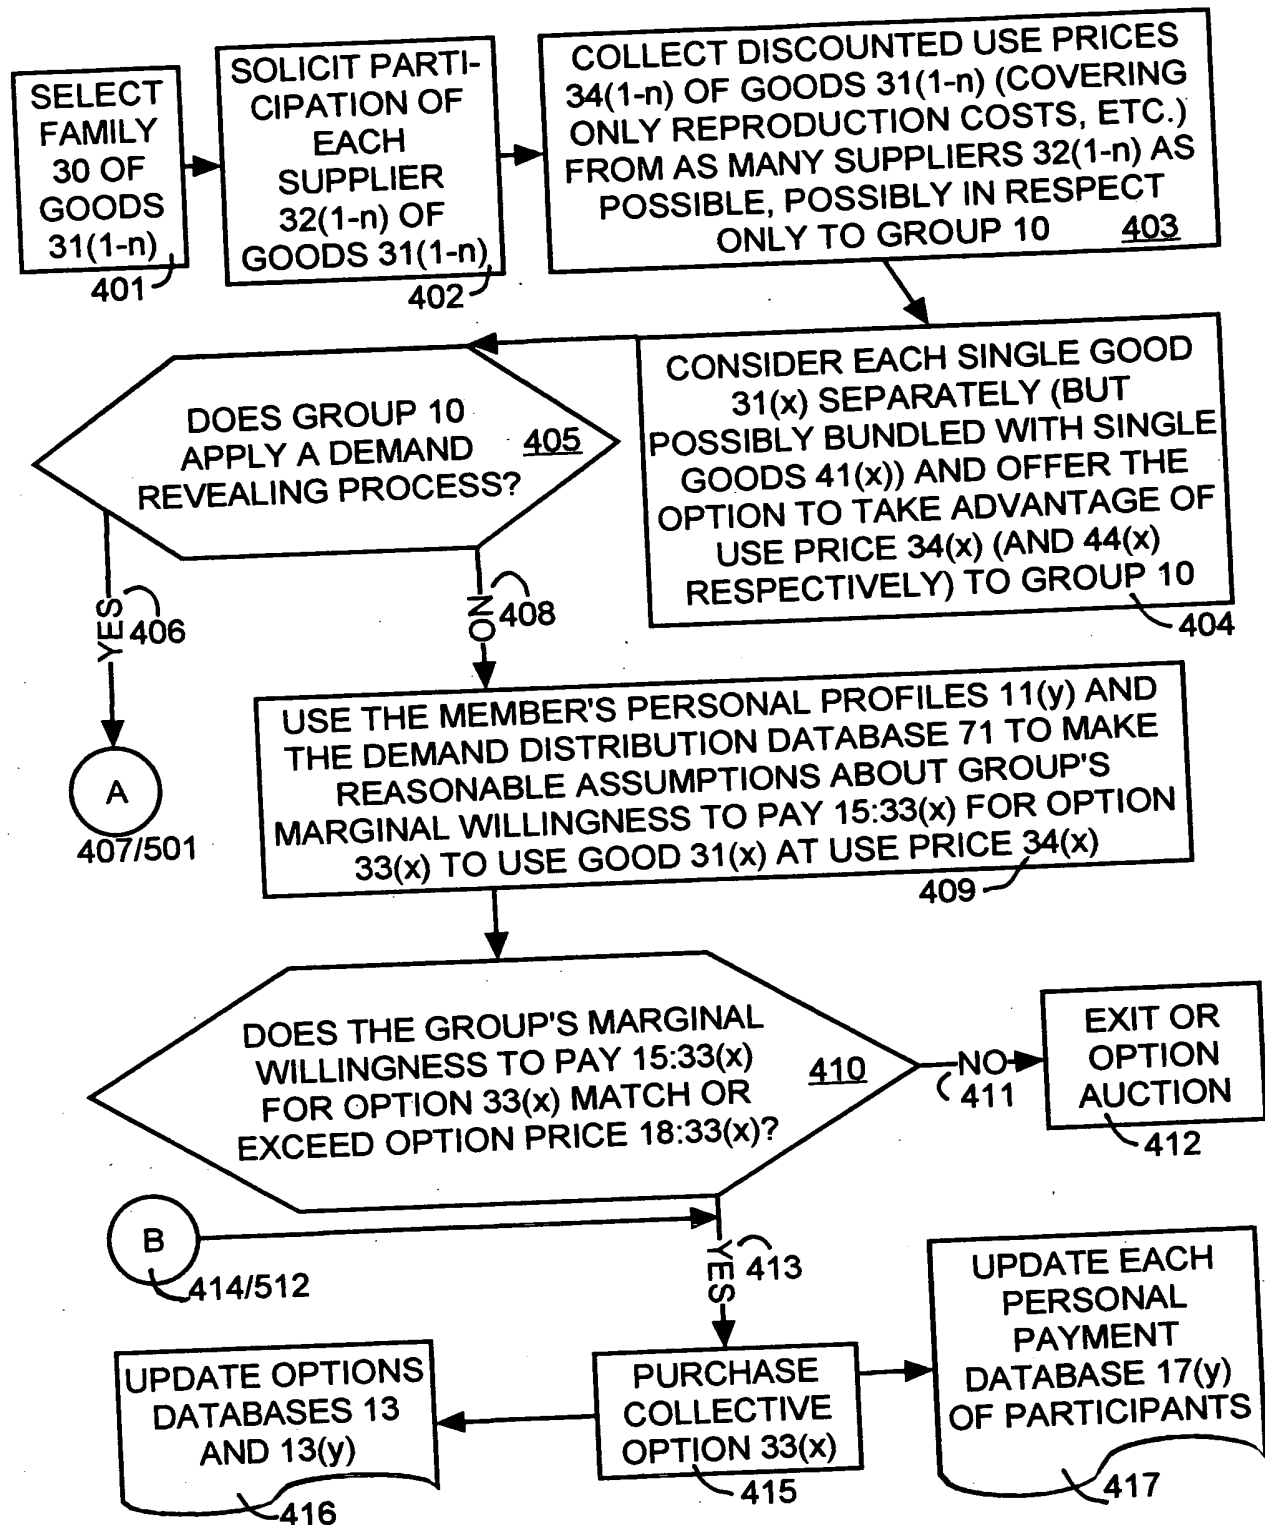 SELECT
FAMILY
30 OF
GOODS
31(1-n)
401
SOLICIT PARTI-
CIPATION OF
EACH
SUPPLIER
32(1-n) OF
GOODS 31(1-n)
402
COLLECT DISCOUNTED USE PRICES
34(1-n) OF GOODS 31(1-n) (COVERING
ONLY REPRODUCTION COSTS, ETC.)
FROM AS MANY SUPPLIERS 32(1-n) AS
POSSIBLE, POSSIBLY IN RESPECT
ONLY TO GROUP 10 403
CONSIDER EACH SINGLE GOOD
31(x) SEPARATELY (BUT
POSSIBLY BUNDLED WITH SINGLE
GOODS 41(x)) AND OFFER THE
OPTION TO TAKE ADVANTAGE OF
USE PRICE 34(x) (AND 44(x)
RESPECTIVELY) TO GROUP 10
404
DOES GROUP 10
APPLY A DEMAND
REVEALING PROCESS?
405
YES
406
NO
408
A
407/501
USE THE MEMBER'S PERSONAL PROFILES 11(y) AND
THE DEMAND DISTRIBUTION DATABASE 71 TO MAKE
REASONABLE ASSUMPTIONS ABOUT GROUP'S
MARGINAL WILLINGNESS TO PAY 15:33(x) FOR OPTION
33(x) TO USE GOOD 31(x) AT USE PRICE 34(x)
409
DOES THE GROUP'S MARGINAL
WILLINGNESS TO PAY 15:33(x)
FOR OPTION 33(x) MATCH OR
EXCEED OPTION PRICE 18:33(x)?
410
NO
411
EXIT OR
OPTION
AUCTION
412
B
414/512
YES
413
PURCHASE
COLLECTIVE
OPTION 33(x)
415
UPDATE OPTIONS
DATABASES 13
AND 13(y)
416
UPDATE EACH
PERSONAL
PAYMENT
DATABASE 17(y)
OF PARTICIPANTS
417